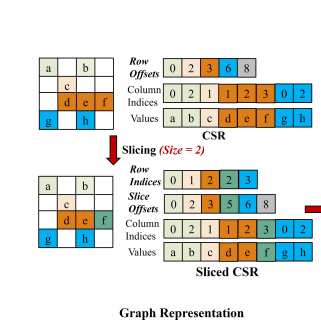 a b
c
d e f
g h
Row Offsets 0 2 3 6 8
Column Indices 0 2 1 1 2 3 0 2
Values a b c d e f g h
CSR
Slicing (Size = 2)
a b
c
d e f
g h
Row Indices 0 1 2 2 3
Slice Offsets 0 2 3 5 6 8
Column Indices 0 2 1 1 2 3 0 2
Values a b c d e f g h
Sliced CSR
Graph Representation